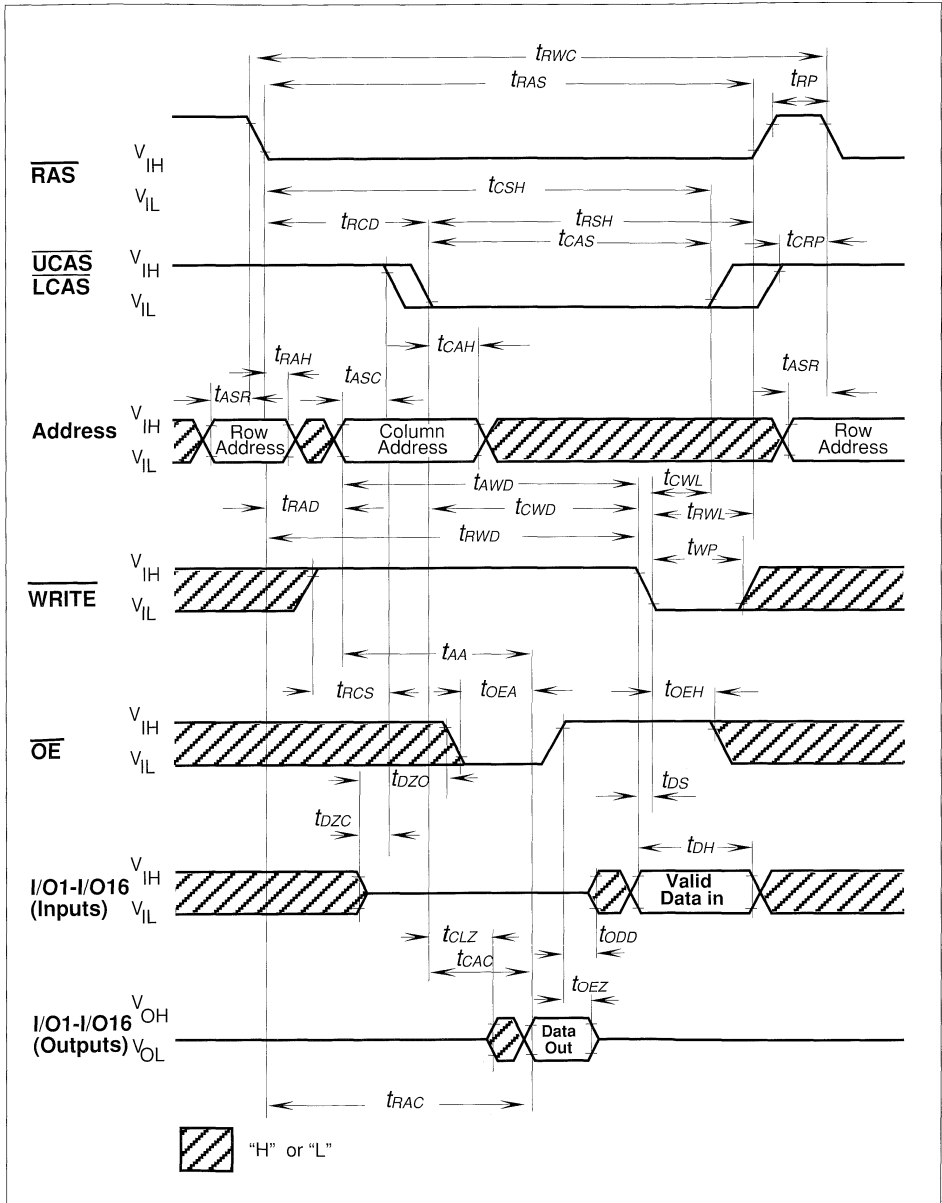 tRWC
tRAS
tRP
RAS
VIH
VIL
tCSH
tRCD
tRSH
tCAS
tCRP
UCAS
LCAS
VIH
VIL
tRAH
tCAH
tASR
tASC
tASR
Address
VIH
VIL
Row Address
Column Address
Row Address
tAWD
tCWL
tRAD
tCWD
tRWL
tRWD
tWP
WRITE
VIH
VIL
tAA
tRCS
tOEA
tOEH
OE
VIH
VIL
tDZO
tDS
tDZC
tDH
I/O1-I/O16
(Inputs)
VIH
VIL
Valid
Data in
tCLZ
tODD
tCAC
tOEZ
I/O1-I/O16
(Outputs)
VOH
VOL
Data
Out
tRAC
“H” or “L”